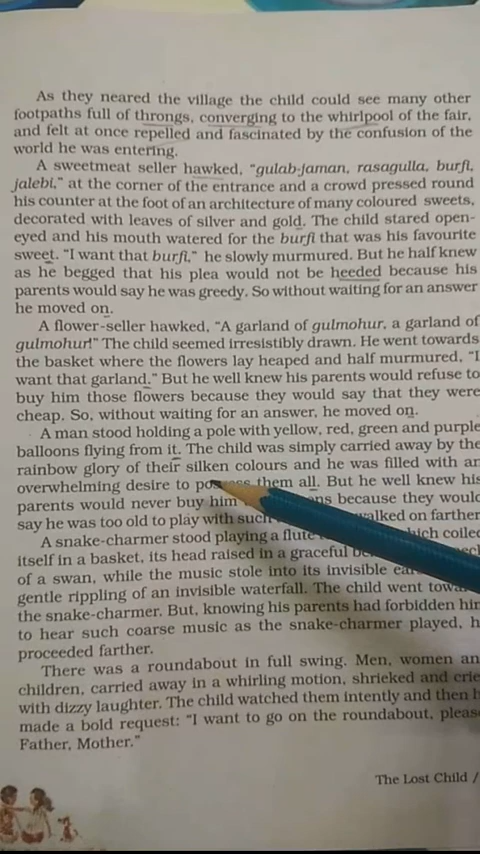 As they neared the village the child could see many other
footpaths full of throngs, converging to the whirlpool of the fair,
and felt at once repelled and fascinated by the confusion of the
world he was entering.
A sweetmeat seller hawked, “gulab-jaman, rasagulla, burfi,
jalebi,” at the corner of the entrance and a crowd pressed round
his counter at the foot of an architecture of many coloured sweets,
decorated with leaves of silver and gold. The child stared open-
eyed and his mouth watered for the burfi that was his favourite
sweet. “I want that burfi,” he slowly murmured. But he half knew
as he begged that his plea would not be heeded because his
parents would say he was greedy. So without waiting for an answer
he moved on.
A flower-seller hawked, “A garland of gulmohur, a garland of
gulmohur!” The child seemed irresistibly drawn. He went towards
the basket where the flowers lay heaped and half murmured, “I
want that garland.” But he well knew his parents would refuse to
buy him those flowers because they would say that they were
cheap. So, without waiting for an answer, he moved on.
A man stood holding a pole with yellow, red, green and purple
balloons flying from it. The child was simply carried away by the
rainbow glory of their silken colours and he was filled with an
overwhelming desire to them all. But he well knew his
parents would never buy him because they would
say he was too old to play with such walked on farther
A snake-charmer stood playing a flute
itself in a basket, its head raised in a graceful
of a swan, while the music stole into its invisible
gentle rippling of an invisible waterfall. The child went
the snake-charmer. But, knowing his parents had forbidden him
to hear such coarse music as the snake-charmer played, h
proceeded farther.
There was a roundabout in full swing. Men, women an
children, carried away in a whirling motion, shrieked and crie
with dizzy laughter. The child watched them intently and then h
made a bold request: “I want to go on the roundabout, please
Father, Mother.”
The Lost Child /